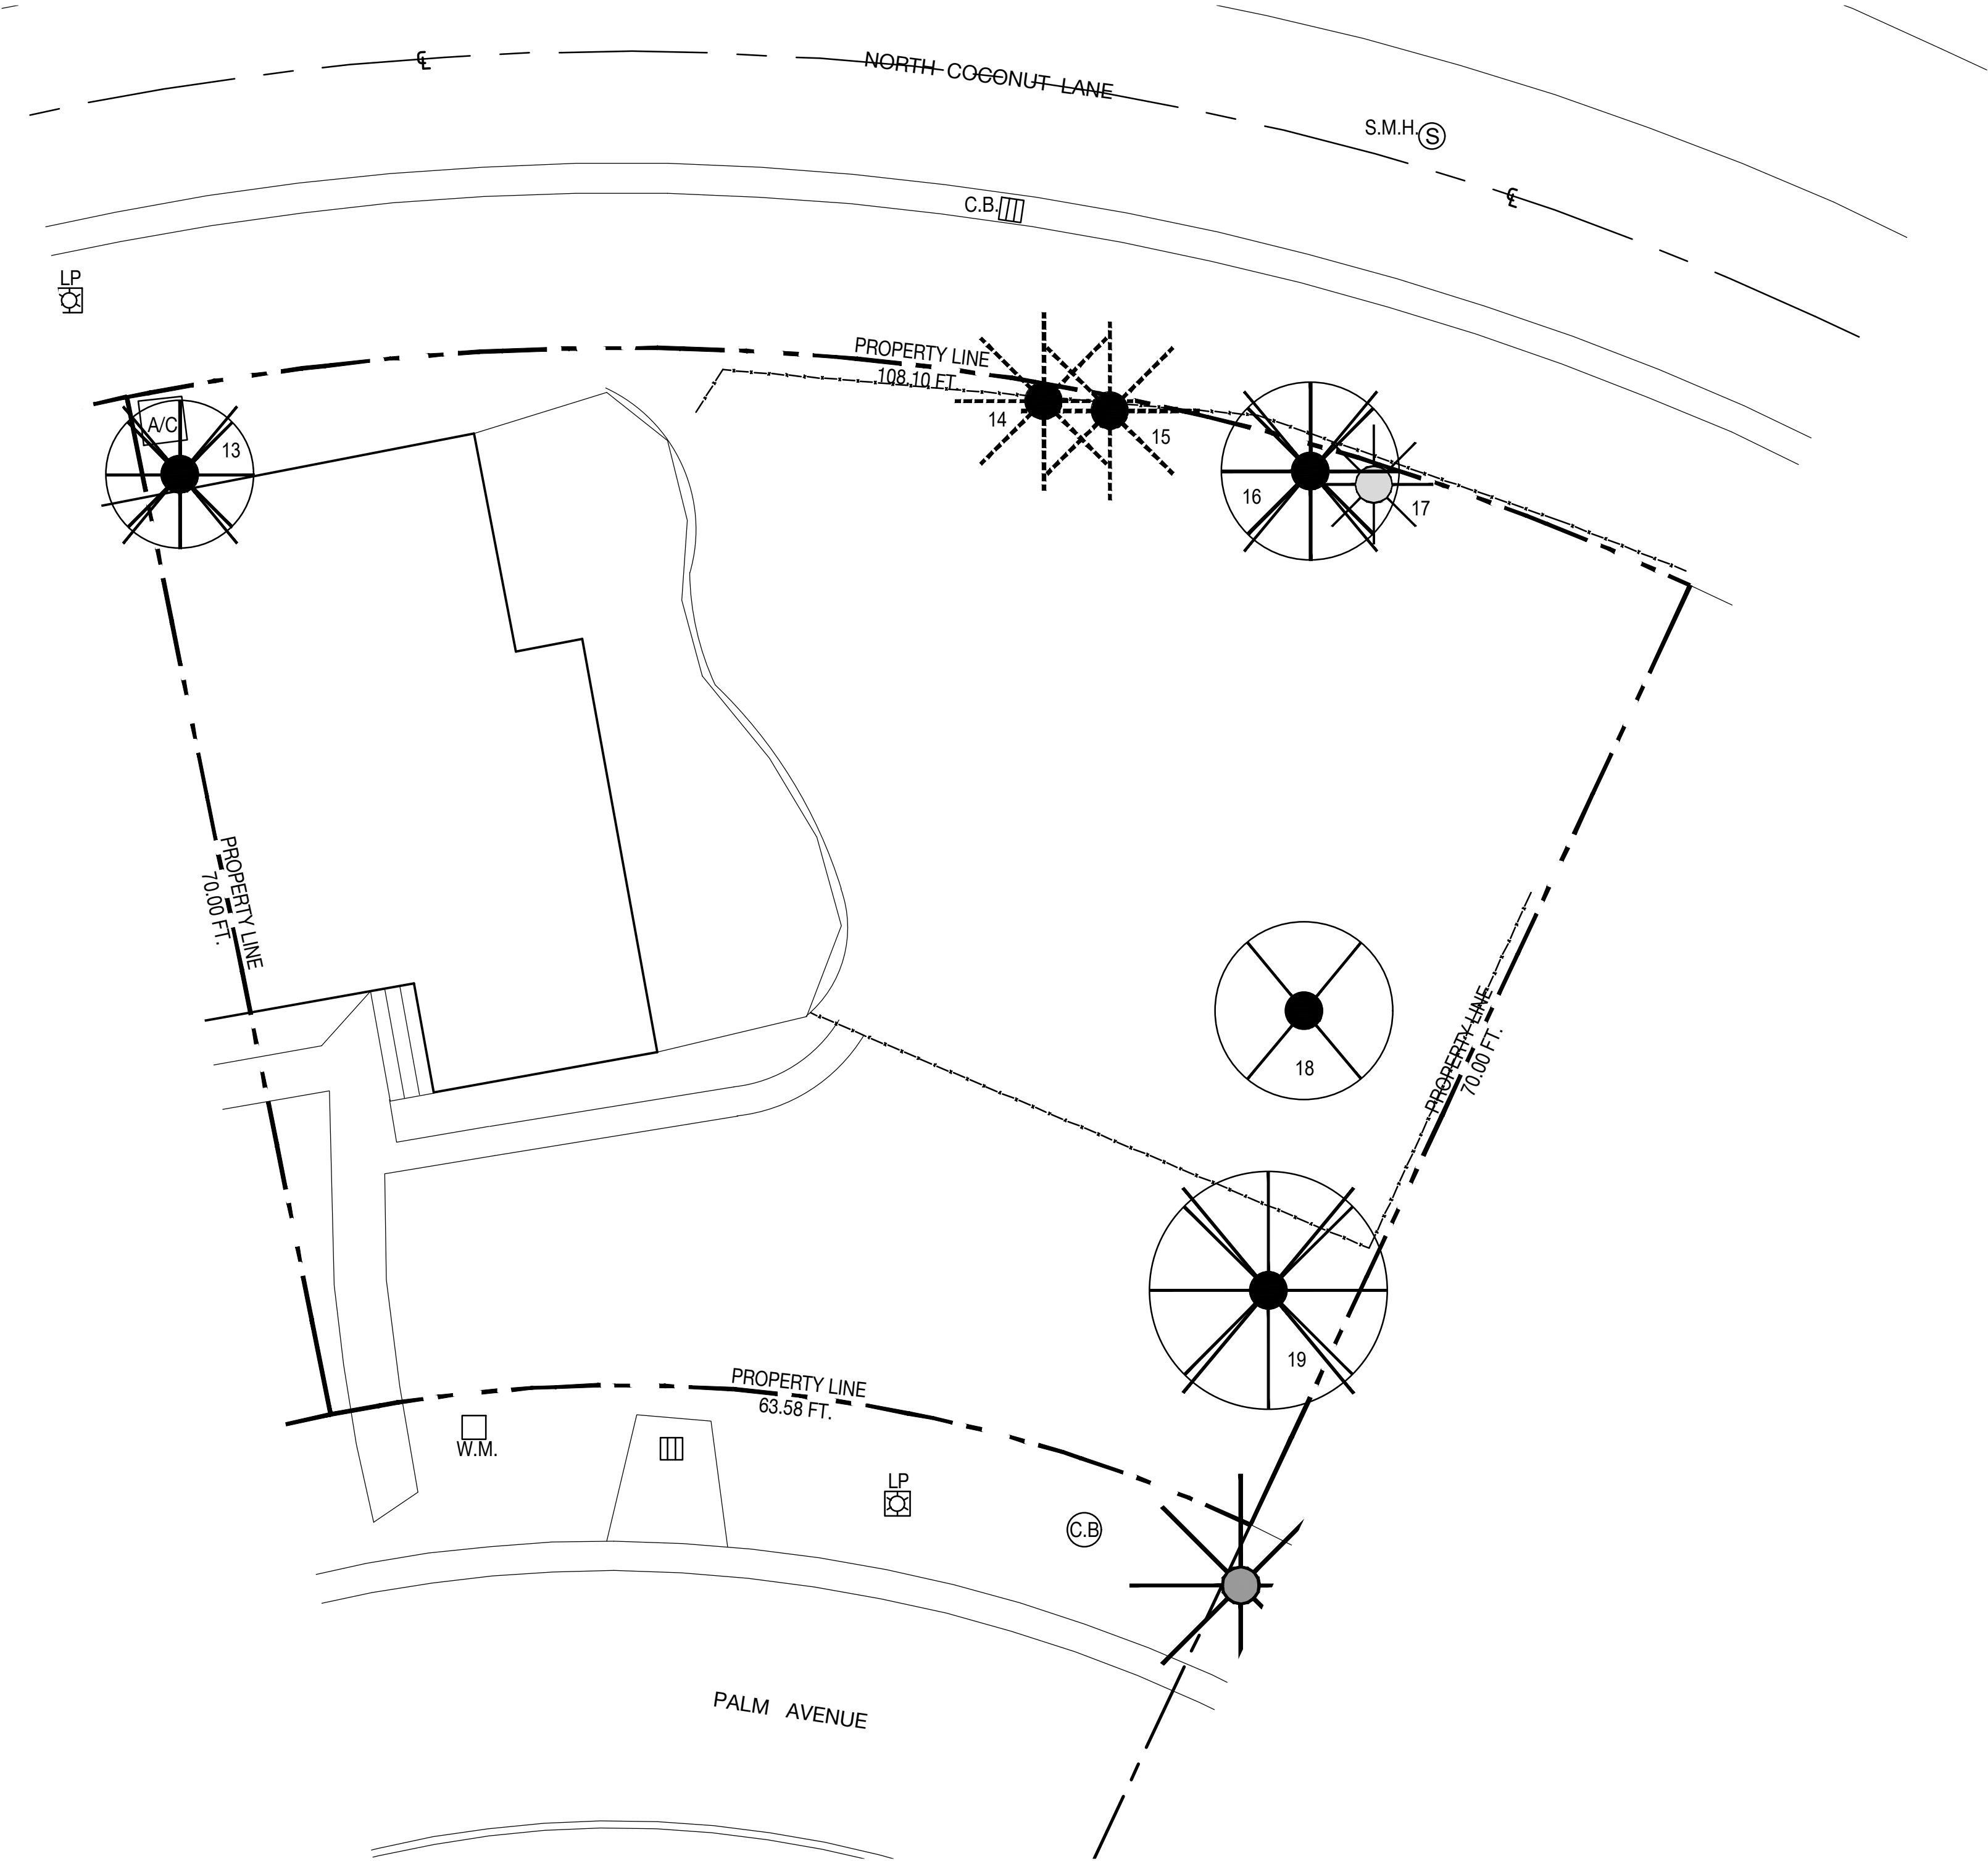 ℄
NORTH COCONUT LANE
S.M.H. S
℄
C.B.
LP
PROPERTY LINE
108.10 FT.
A/C
13
14
15
16
17
PROPERTY LINE
70.00 FT.
18
PROPERTY LINE
70.00 FT.
19
PROPERTY LINE
63.58 FT.
W.M.
LP
C.B
PALM AVENUE